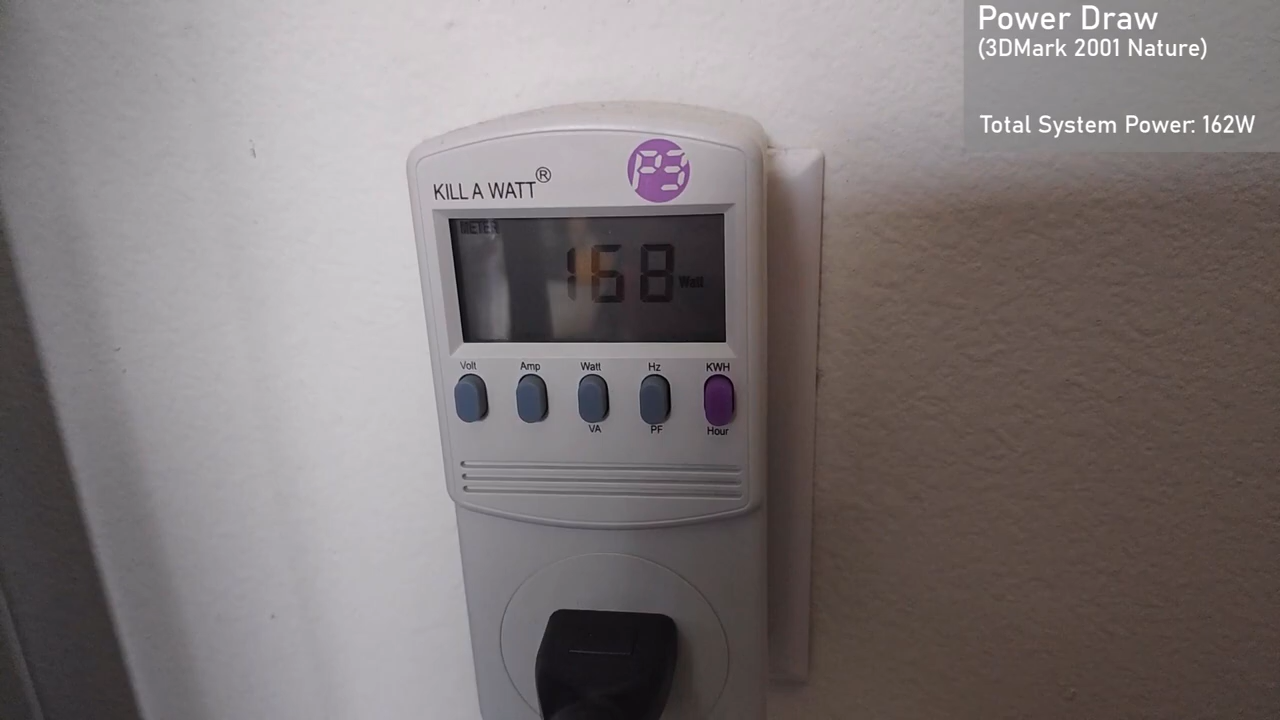 Power Draw
(3DMark 2001 Nature)
Total System Power: 162W
KILL A WATT®
P3
METER
168 Watt
Volt Amp Watt Hz KWH
VA PF Hour